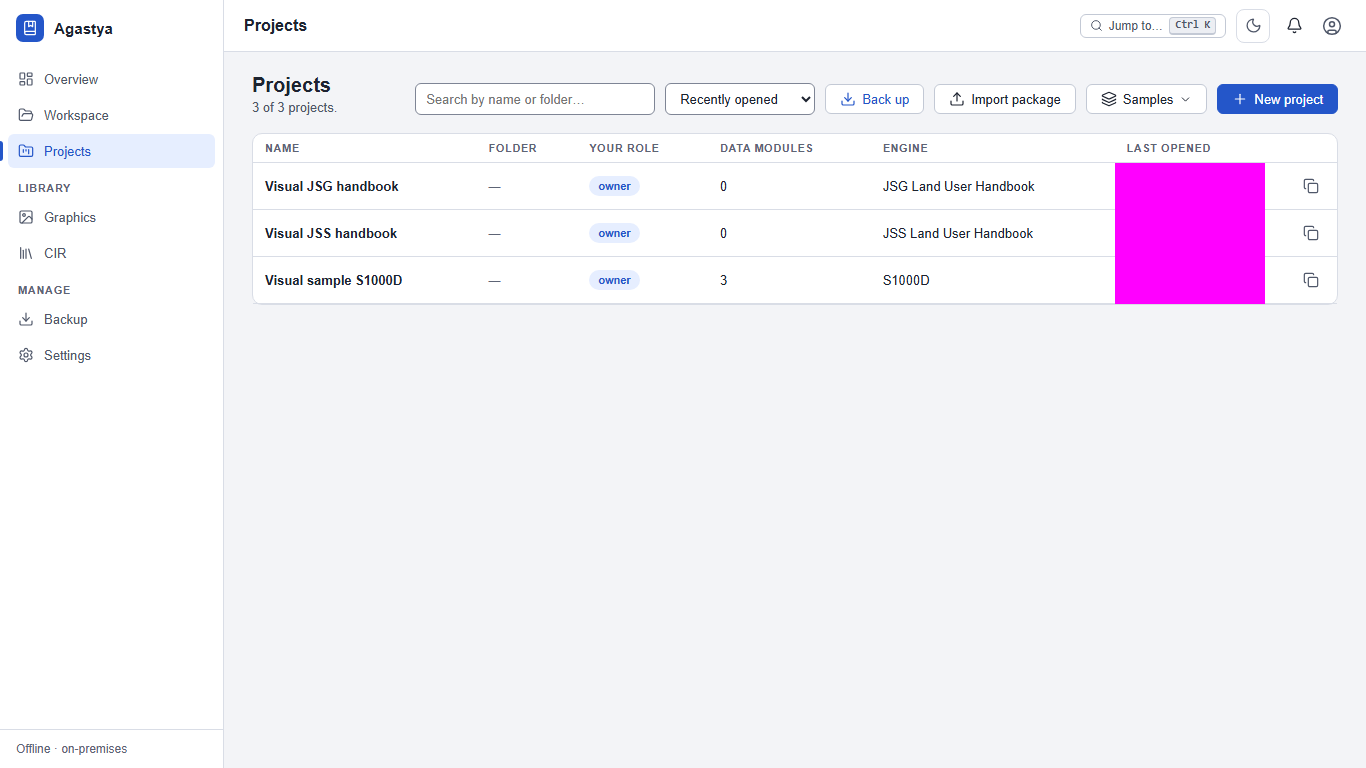 Agastya
Projects
Jump to... Ctrl K
Overview
Workspace
Projects
LIBRARY
Graphics
CIR
MANAGE
Backup
Settings
Offline · on-premises
Projects
3 of 3 projects.
Search by name or folder…
Recently opened
Back up
Import package
Samples
New project
NAME FOLDER YOUR ROLE DATA MODULES ENGINE LAST OPENED
Visual JSG handbook — owner 0 JSG Land User Handbook
Visual JSS handbook — owner 0 JSS Land User Handbook
Visual sample S1000D — owner 3 S1000D